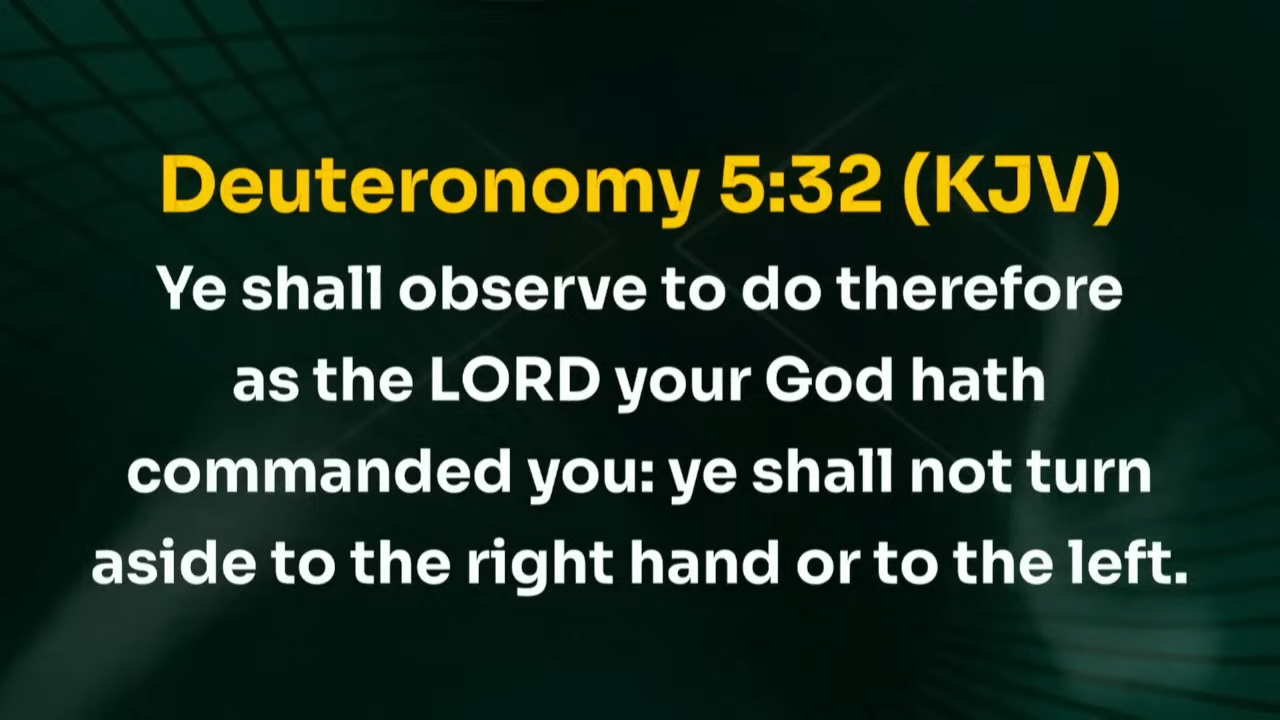 Deuteronomy 5:32 (KJV)
Ye shall observe to do therefore
as the LORD your God hath
commanded you: ye shall not turn
aside to the right hand or to the left.